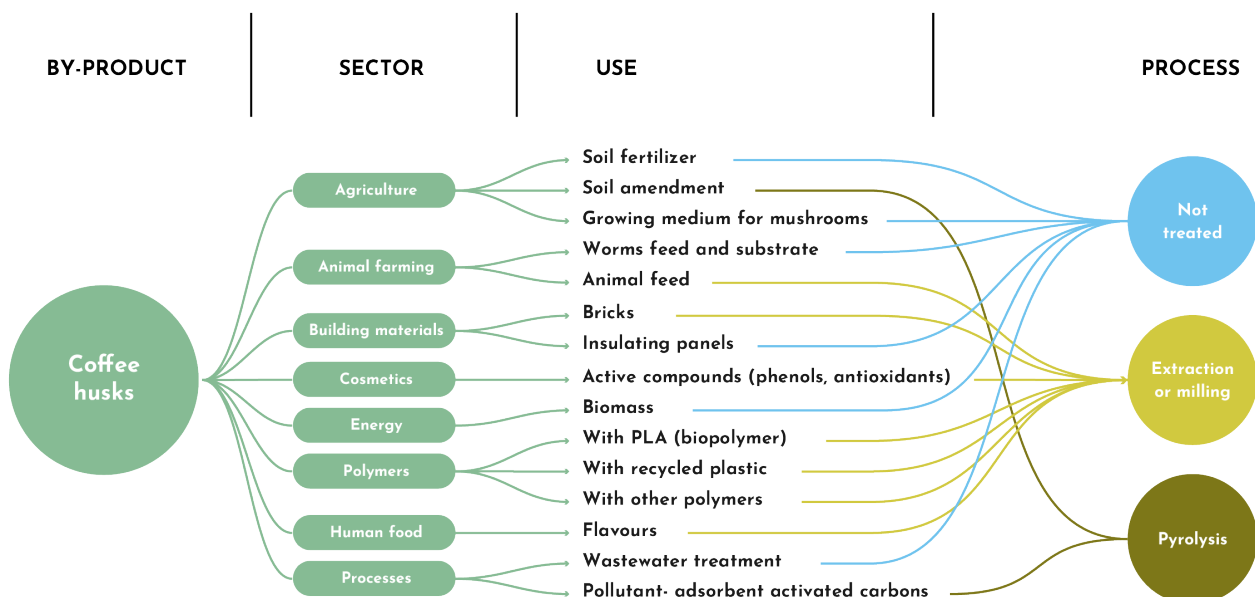 BY-PRODUCT
SECTOR
USE
PROCESS
Coffee
husks
Agriculture
Animal farming
Building materials
Cosmetics
Energy
Polymers
Human food
Processes
Soil fertilizer
Soil amendment
Growing medium for mushrooms
Worms feed and substrate
Animal feed
Bricks
Insulating panels
Active compounds (phenols, antioxidants)
Biomass
With PLA (biopolymer)
With recycled plastic
With other polymers
Flavours
Wastewater treatment
Pollutant- adsorbent activated carbons
Not
treated
Extraction
or milling
Pyrolysis